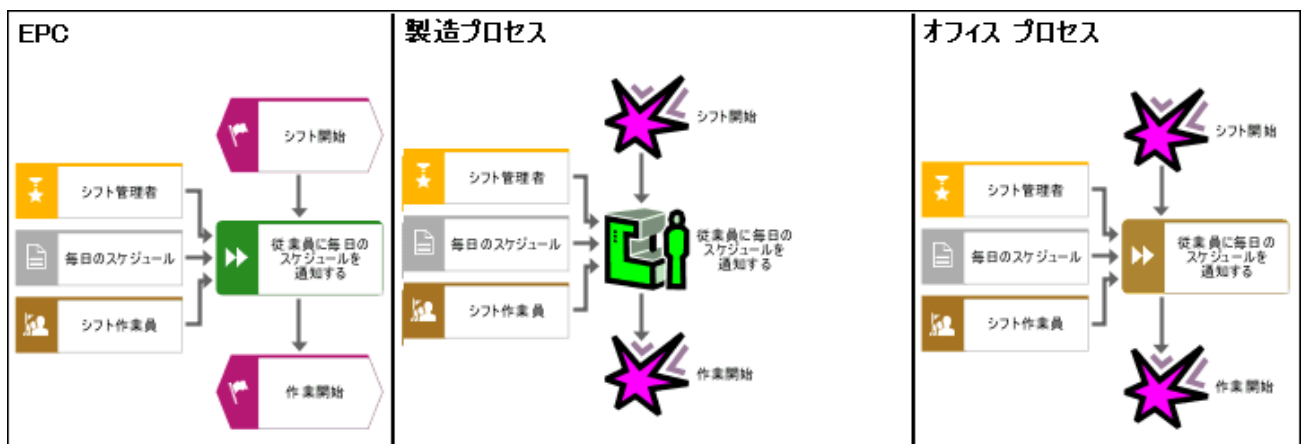 EPC
シフト開始
シフト管理者
毎日のスケジュール
従業員に毎日の
スケジュールを
通知する
シフト作業員
作業開始
製造プロセス
シフト開始
シフト管理者
毎日のスケジュール
従業員に毎日の
スケジュールを
通知する
シフト作業員
作業開始
オフィス プロセス
シフト開始
シフト管理者
毎日のスケジュール
従業員に毎日の
スケジュールを
通知する
シフト作業員
作業開始